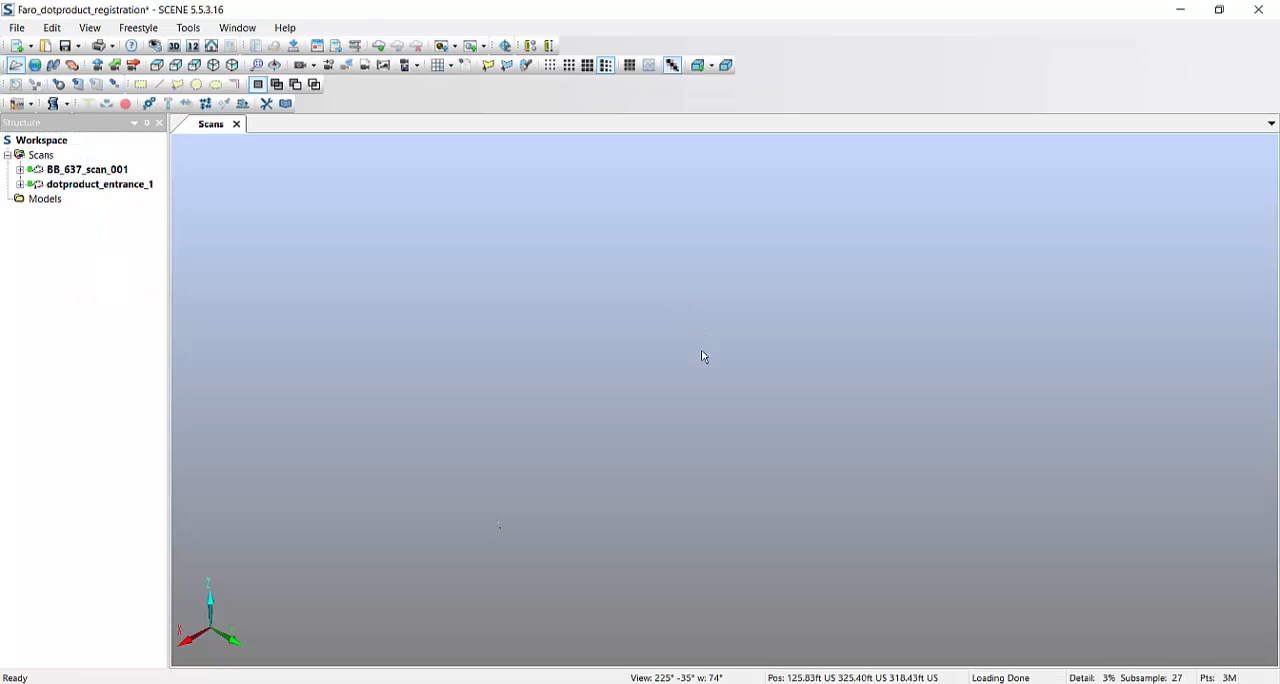 S Faro_dotproduct_registration* - SCENE 5.5.3.16
File Edit View Freestyle Tools Window Help
3D 12
Structure
Scans
S Workspace
Scans
BB_637_scan_001
dotproduct_entrance_1
Models
Z
X
Ready View: 225° -35° w: 74° Pos: 125.83ft US 325.40ft US 318.43ft US Loading Done Detail: 3% Subsample: 27 Pts: 3M